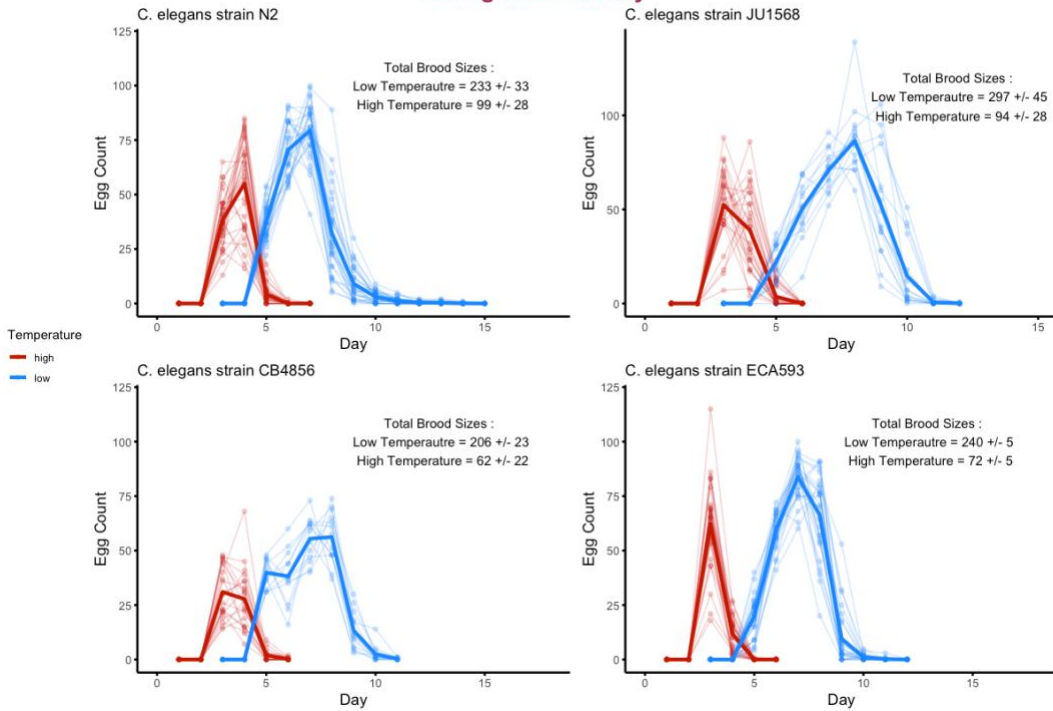 C. elegans strain N2
125
100
75
50
25
0
Egg Count
0
5
10
15
Day
Total Brood Sizes :
Low Temperautre = 233 +/- 33
High Temperature = 99 +/- 28
C. elegans strain JU1568
100
50
0
Egg Count
0
5
10
15
Day
Total Brood Sizes :
Low Temperautre = 297 +/- 45
High Temperature = 94 +/- 28
Temperature
high
low
C. elegans strain CB4856
125
100
75
50
25
0
Egg Count
0
5
10
15
Day
Total Brood Sizes :
Low Temperautre = 206 +/- 23
High Temperature = 62 +/- 22
C. elegans strain ECA593
125
100
75
50
25
0
Egg Count
0
5
10
15
Day
Total Brood Sizes :
Low Temperautre = 240 +/- 5
High Temperature = 72 +/- 5